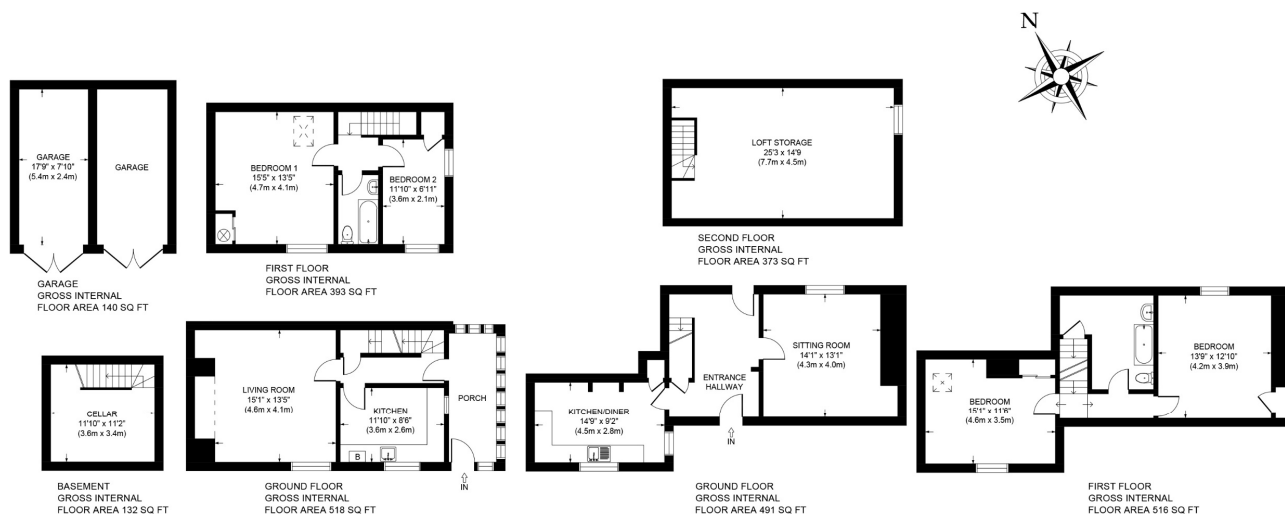 N
GARAGE
17'9" x 7'10"
(5.4m x 2.4m)
GARAGE
GARAGE
GROSS INTERNAL
FLOOR AREA 140 SQ FT
BEDROOM 1
15'5" x 13'5"
(4.7m x 4.1m)
BEDROOM 2
11'10" x 6'11"
(3.6m x 2.1m)
FIRST FLOOR
GROSS INTERNAL
FLOOR AREA 393 SQ FT
LOFT STORAGE
25'3 x 14'9
(7.7m x 4.5m)
SECOND FLOOR
GROSS INTERNAL
FLOOR AREA 373 SQ FT
CELLAR
11'10" x 11'2"
(3.6m x 3.4m)
BASEMENT
GROSS INTERNAL
FLOOR AREA 132 SQ FT
LIVING ROOM
15'1" x 13'5"
(4.6m x 4.1m)
KITCHEN
11'10" x 8'6"
(3.6m x 2.6m)
B
PORCH
IN
GROUND FLOOR
GROSS INTERNAL
FLOOR AREA 518 SQ FT
KITCHEN/DINER
14'9" x 9'2"
(4.5m x 2.8m)
ENTRANCE
HALLWAY
IN
SITTING ROOM
14'1" x 13'1"
(4.3m x 4.0m)
GROUND FLOOR
GROSS INTERNAL
FLOOR AREA 491 SQ FT
BEDROOM
15'1" x 11'6"
(4.6m x 3.5m)
BEDROOM
13'9" x 12'10"
(4.2m x 3.9m)
FIRST FLOOR
GROSS INTERNAL
FLOOR AREA 516 SQ FT